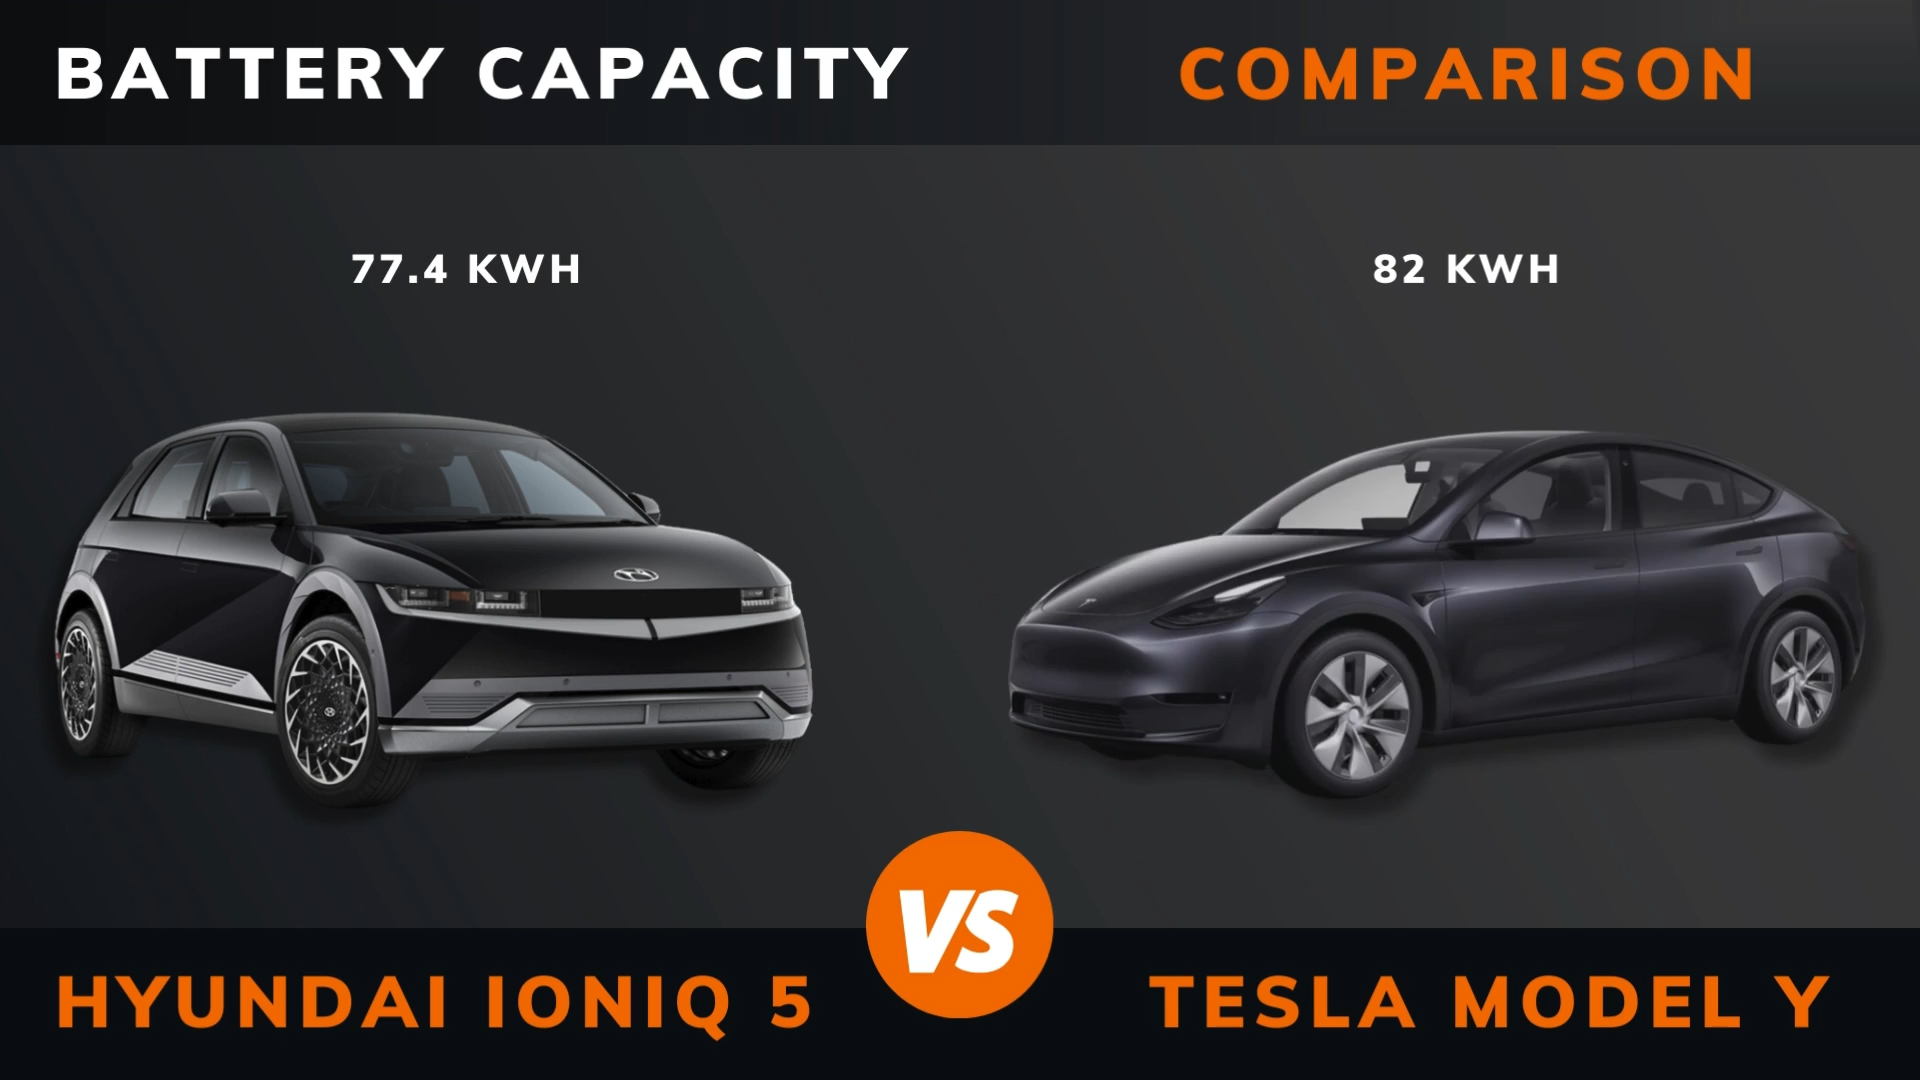 BATTERY CAPACITY COMPARISON
77.4 KWH
82 KWH
VS
HYUNDAI IONIQ 5
TESLA MODEL Y